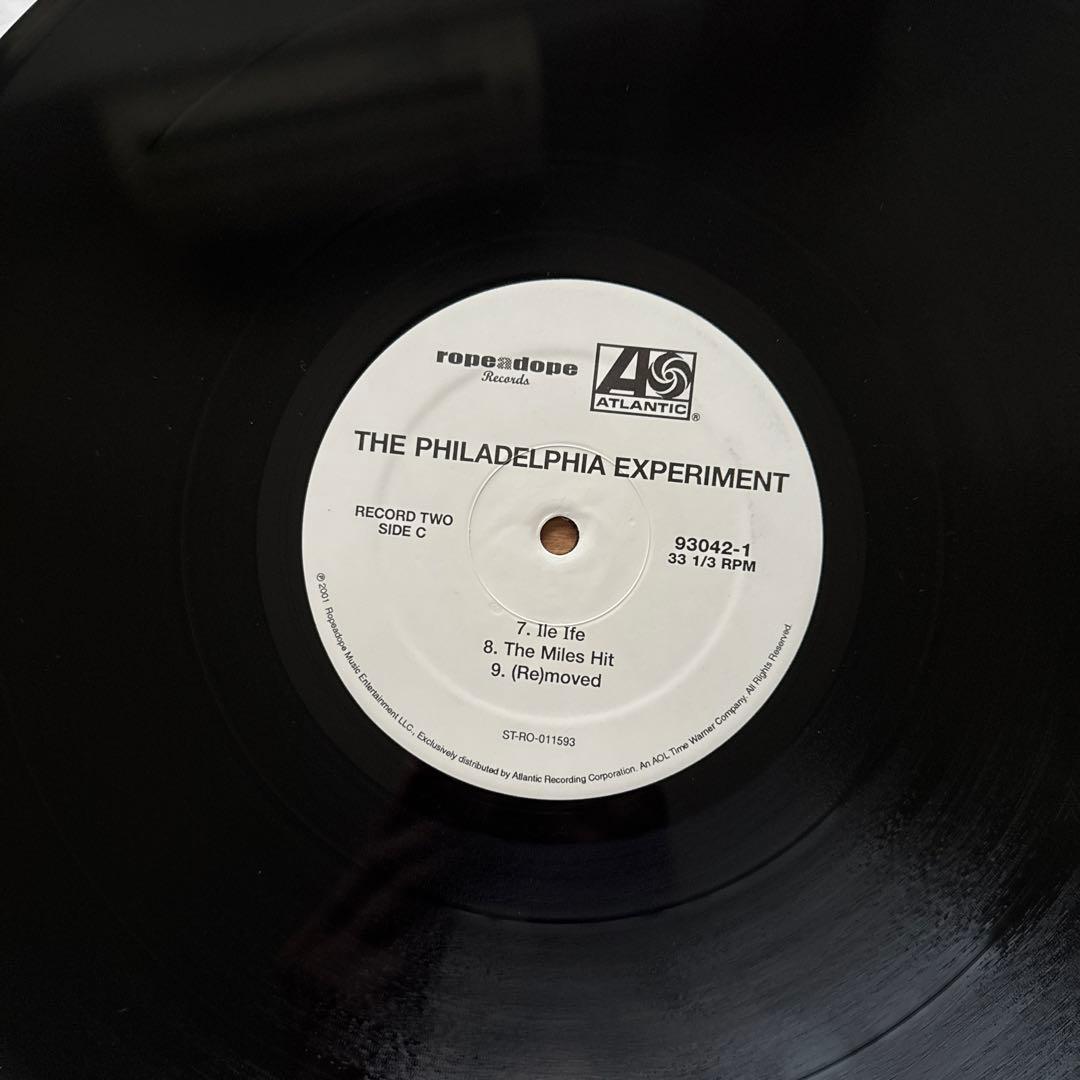 ropeadope
Records
ATLANTIC®
THE PHILADELPHIA EXPERIMENT
RECORD TWO
SIDE C
93042-1
33 1/3 RPM
7. Ile Ife
8. The Miles Hit
9. (Re)moved
ST-RO-011593
℗ 2001 Ropeadope Music Entertainment LLC., Exclusively distributed by Atlantic Recording Corporation. An AOL Time Warner Company. All Rights Reserved.